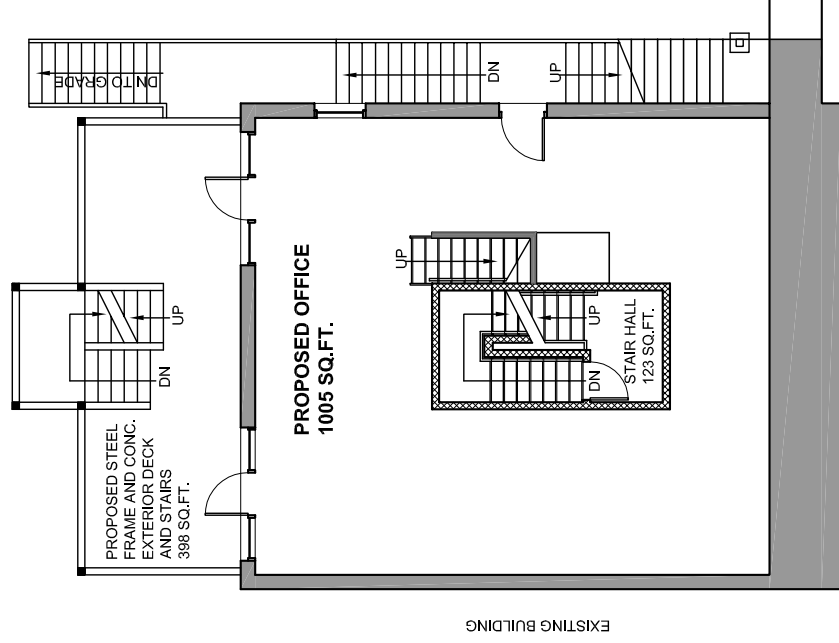 DN TO GRADE
DN
UP
UP
UP
DN
PROPOSED OFFICE
1005 SQ.FT.
UP
DN
STAIR HALL
123 SQ.FT.
PROPOSED STEEL
FRAME AND CONC.
EXTERIOR DECK
AND STAIRS
398 SQ.FT.
EXISTING BUILDING